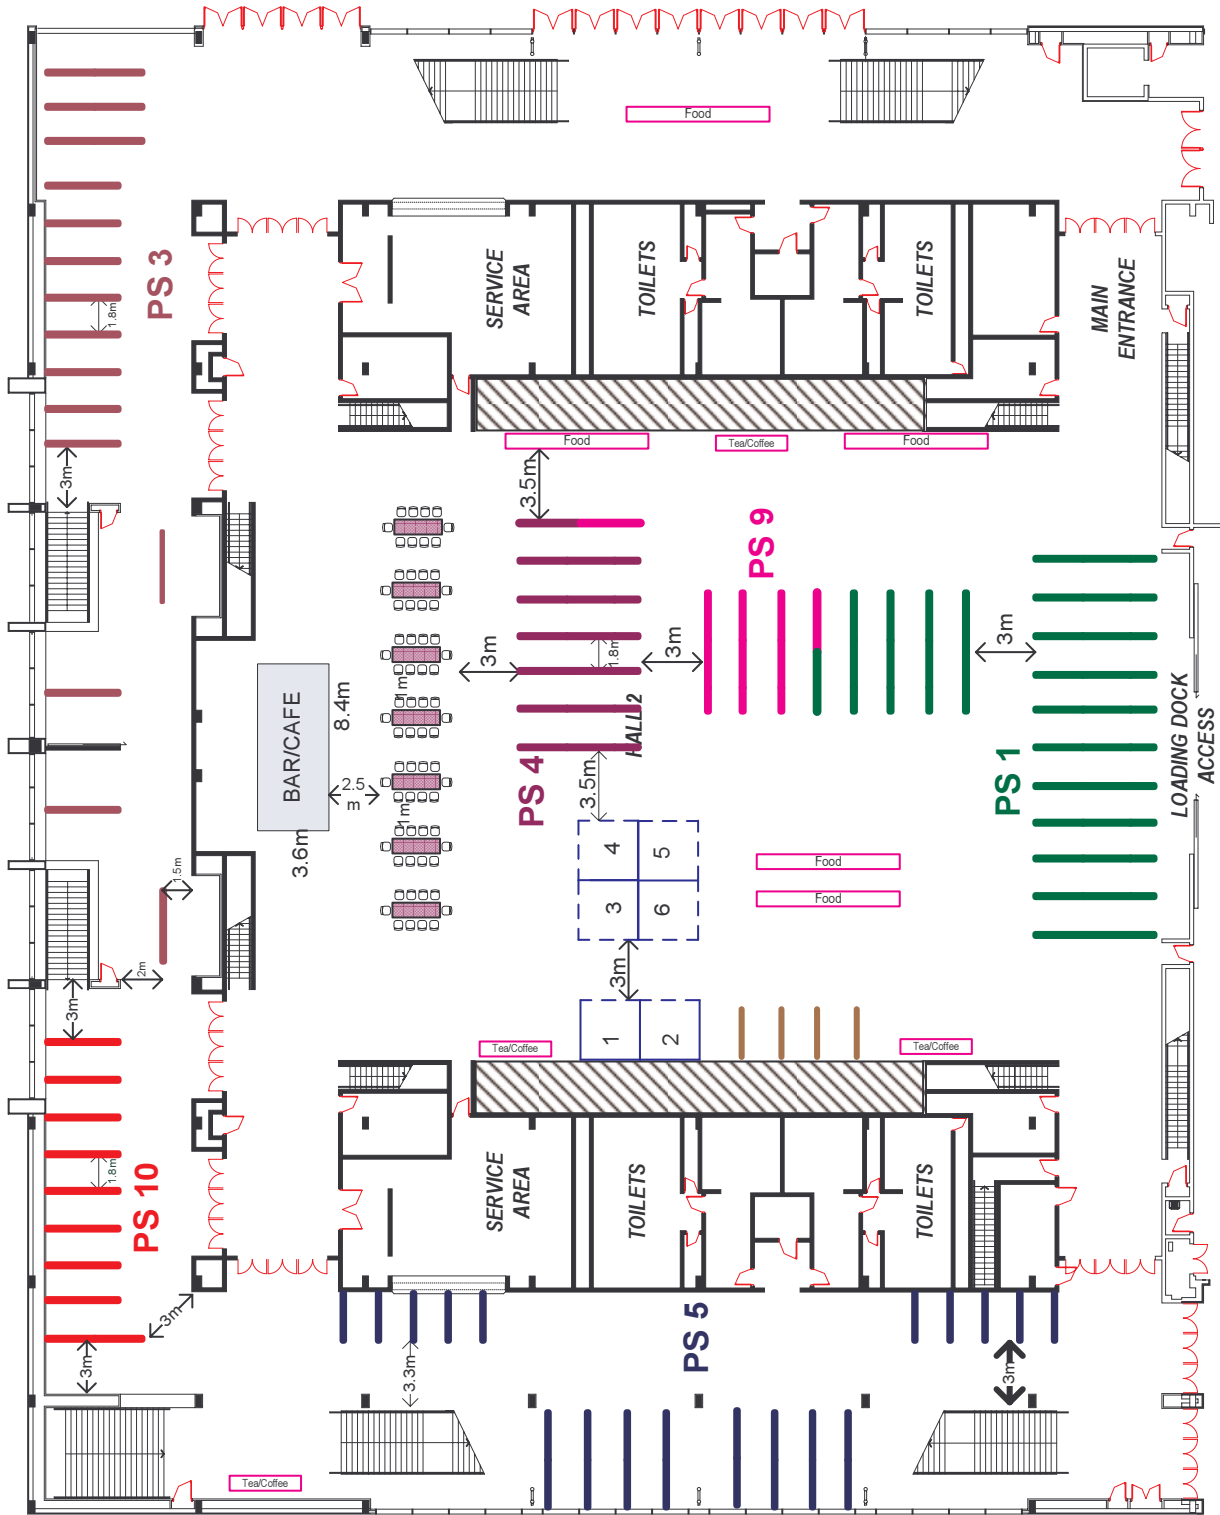 Food
PS 3
SERVICE
AREA
TOILETS
TOILETS
MAIN
ENTRANCE
1.8m
3m
Food
Tea/Coffee
Food
3.5m
PS 9
3m
1.8m
3m
3m
1m
HALL 2
BAR/CAFE
8.4m
3.6m
2.5
m
1m
PS 4
3.5m
PS 1
LOADING DOCK
ACCESS
4
5
3
6
Food
Food
1.5m
2m
3m
3m
1
2
Tea/Coffee
Tea/Coffee
1.8m
PS 10
SERVICE
AREA
TOILETS
TOILETS
3m
3m
PS 5
3.3m
3m
Tea/Coffee